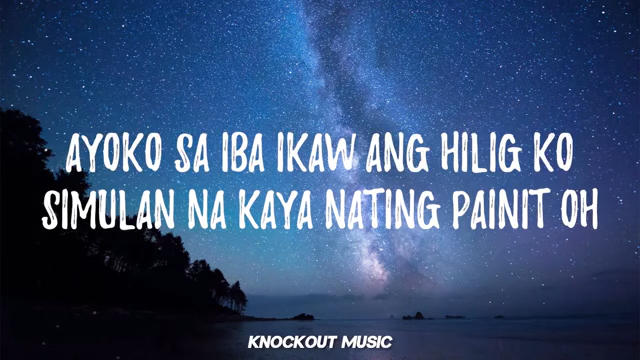 AYOKO SA IBA IKAW ANG HILIG KO
SIMULAN NA KAYA NATING PAINIT OH
KNOCKOUT MUSIC